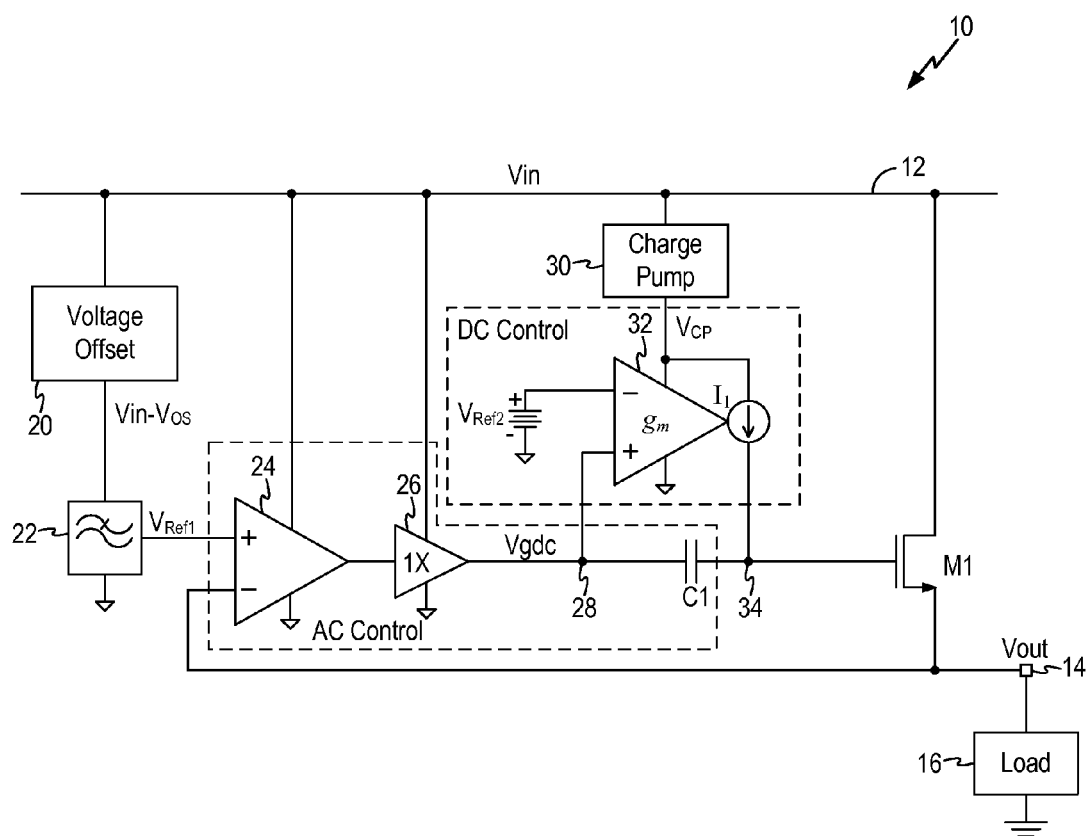 10
Vin
12
Voltage
Offset
20
Vin-VOS
22
VRef1
+
−
24
26
1X
AC Control
Vgdc
28
C1
34
Charge
Pump
30
DC Control
VCP
32
VRef2
+
-
−
+
gm
I1
M1
Vout
14
16
Load